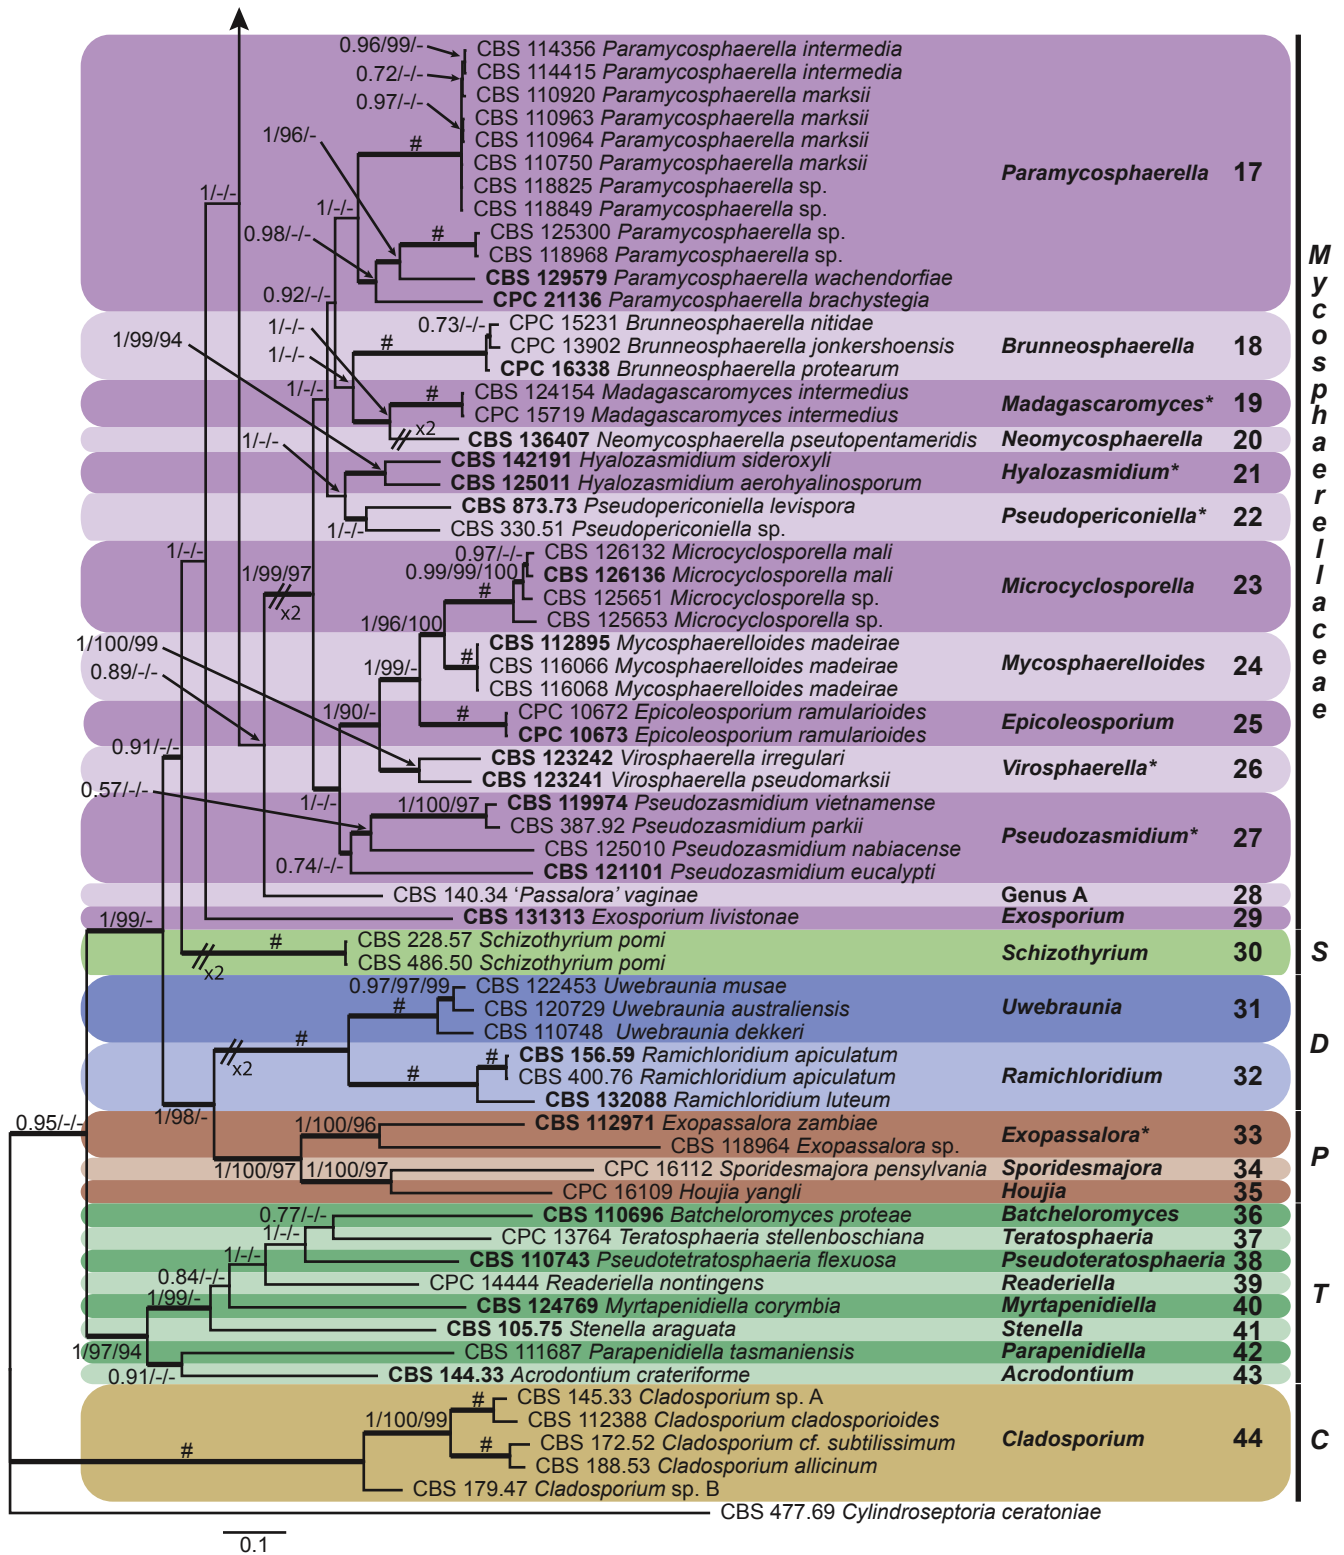 0.96/99/- CBS 114356 Paramycosphaerella intermedia
0.72/-/- CBS 114415 Paramycosphaerella intermedia
CBS 110920 Paramycosphaerella marksii
0.97/-/- CBS 110963 Paramycosphaerella marksii
1/96/- # CBS 110964 Paramycosphaerella marksii
CBS 110750 Paramycosphaerella marksii
Paramycosphaerella 17
1/-/- CBS 118825 Paramycosphaerella sp.
1/-/- CBS 118849 Paramycosphaerella sp.
0.98/-/- # CBS 125300 Paramycosphaerella sp.
CBS 118968 Paramycosphaerella sp.
CBS 129579 Paramycosphaerella wachendorfiae
0.92/-/- CPC 21136 Paramycosphaerella brachystegia
1/-/- 0.73/-/- CPC 15231 Brunneosphaerella nitidae
1/99/94 # CPC 13902 Brunneosphaerella jonkershoensis Brunneosphaerella 18
1/-/- CPC 16338 Brunneosphaerella protearum
1/-/- # CBS 124154 Madagascaromyces intermedius
Madagascaromyces* 19
CPC 15719 Madagascaromyces intermedius
1/-/- x2 CBS 136407 Neomycosphaerella pseutopentameridis Neomycosphaerella 20
CBS 142191 Hyalozasmidium sideroxyli
Hyalozasmidium* 21
CBS 125011 Hyalozasmidium aerohyalinosporum
CBS 873.73 Pseudopericoniella levispora
Pseudopericoniella* 22
1/-/- CBS 330.51 Pseudopericoniella sp.
1/-/- 0.97/-/- CBS 126132 Microcyclosporella mali
1/99/97 0.99/99/100 CBS 126136 Microcyclosporella mali
Microcyclosporella 23
x2 # CBS 125651 Microcyclosporella sp.
1/96/100 CBS 125653 Microcyclosporella sp.
1/100/99 # CBS 112895 Mycosphaerelloides madeirae
0.89/-/- 1/99/- CBS 116066 Mycosphaerelloides madeirae Mycosphaerelloides 24
CBS 116068 Mycosphaerelloides madeirae
1/90/- # CPC 10672 Epicoleosporium ramularioides
Epicoleosporium 25
CPC 10673 Epicoleosporium ramularioides
0.91/-/- CBS 123242 Virosphaerella irregulari
Virosphaerella* 26
CBS 123241 Virosphaerella pseudomarksii
0.57/-/- 1/-/- 1/100/97 CBS 119974 Pseudozasmidium vietnamense
CBS 387.92 Pseudozasmidium parkii
Pseudozasmidium* 27
CBS 125010 Pseudozasmidium nabiacense
0.74/-/- CBS 121101 Pseudozasmidium eucalypti
CBS 140.34 ‘Passalora’ vaginae Genus A 28
1/99/- CBS 131313 Exosporium livistonae Exosporium 29
Mycosphaerellaceae
# CBS 228.57 Schizothyrium pomi
Schizothyrium 30 S
x2 CBS 486.50 Schizothyrium pomi
0.97/97/99 CBS 122453 Uwebraunia musae
# CBS 120729 Uwebraunia australiensis Uwebraunia 31
# CBS 110748 Uwebraunia dekkeri
D
x2 # CBS 156.59 Ramichloridium apiculatum
# CBS 400.76 Ramichloridium apiculatum Ramichloridium 32
CBS 132088 Ramichloridium luteum
0.95/-/- 1/98/- 1/100/96 CBS 112971 Exopassalora zambiae
Exopassalora* 33
CBS 118964 Exopassalora sp.
P
1/100/97 1/100/97 CPC 16112 Sporidesmajora pensylvania Sporidesmajora 34
CPC 16109 Houjia yangli Houjia 35
0.77/-/- CBS 110696 Batcheloromyces proteae Batcheloromyces 36
1/-/- CPC 13764 Teratosphaeria stellenboschiana Teratosphaeria 37
1/-/- CBS 110743 Pseudotetratosphaeria flexuosa Pseudoteratosphaeria 38
0.84/-/- CPC 14444 Readeriella nontingens Readeriella 39
T
1/99/- CBS 124769 Myrtapenidiella corymbia Myrtapenidiella 40
CBS 105.75 Stenella araguata Stenella 41
1/97/94 CBS 111687 Parapenidiella tasmaniensis Parapenidiella 42
0.91/-/- CBS 144.33 Acrodontium crateriforme Acrodontium 43
# CBS 145.33 Cladosporium sp. A
1/100/99 CBS 112388 Cladosporium cladosporioides
# # CBS 172.52 Cladosporium cf. subtilissimum Cladosporium 44 C
CBS 188.53 Cladosporium allicinum
CBS 179.47 Cladosporium sp. B
CBS 477.69 Cylindroseptoria ceratoniae
0.1